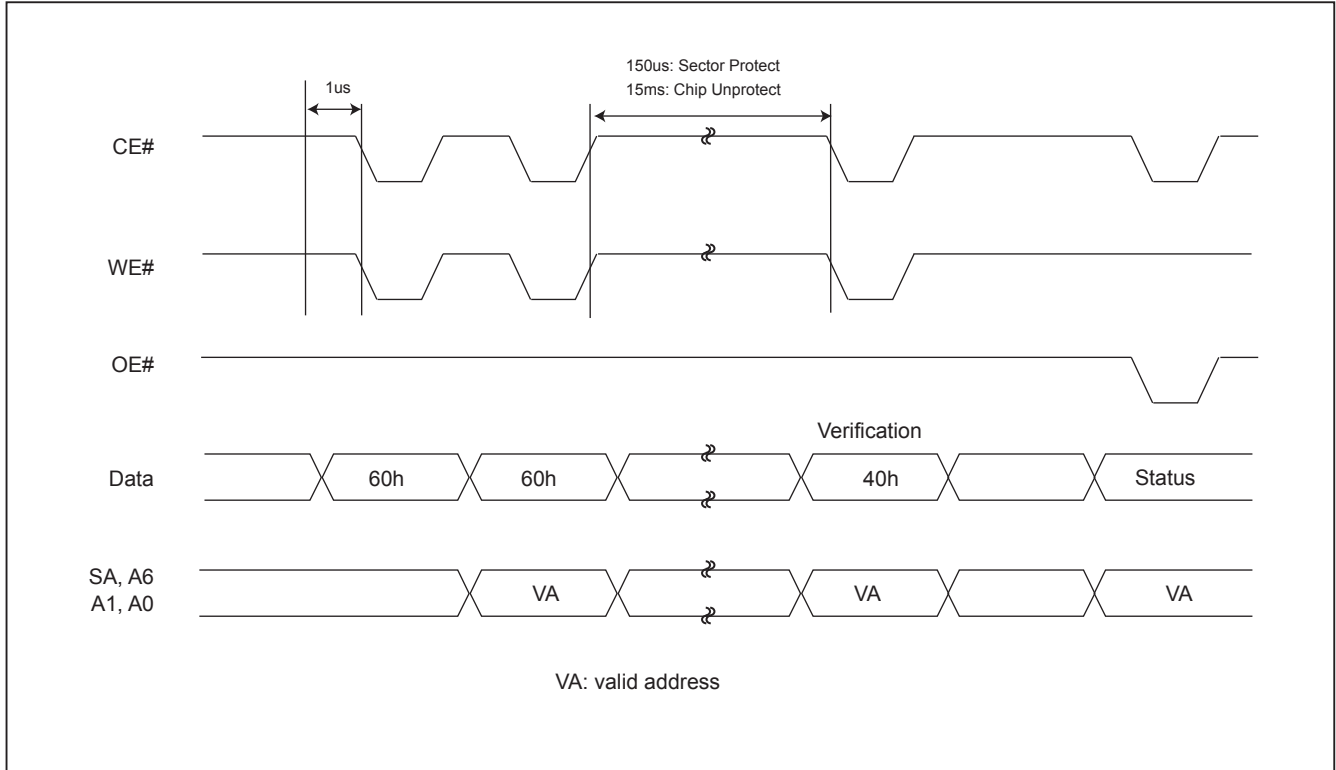 150us: Sector Protect
1us
15ms: Chip Unprotect
CE#
WE#
OE#
Verification
Data
60h
60h
40h
Status
SA, A6
A1, A0
VA
VA
VA
VA: valid address